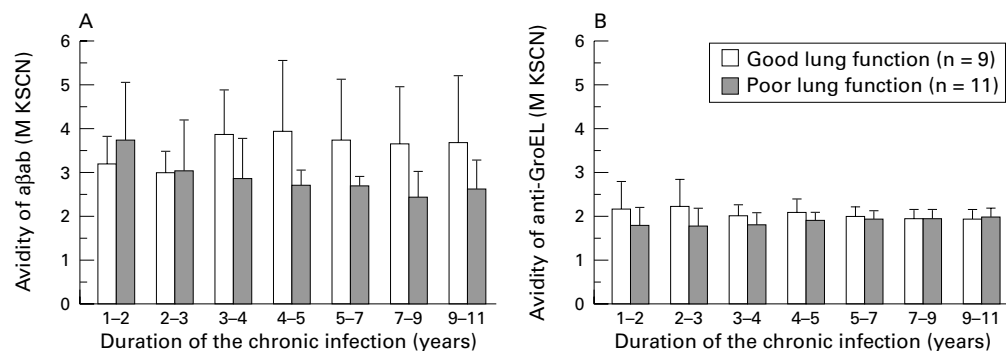 A
Avidity of aβab (M KSCN)
6
5
4
3
2
1
0
1–2 2–3 3–4 4–5 5–7 7–9 9–11
Duration of the chronic infection (years)
B
Avidity of anti-GroEL (M KSCN)
6
5
4
3
2
1
0
Good lung function (n = 9)
Poor lung function (n = 11)
1–2 2–3 3–4 4–5 5–7 7–9 9–11
Duration of the chronic infection (years)